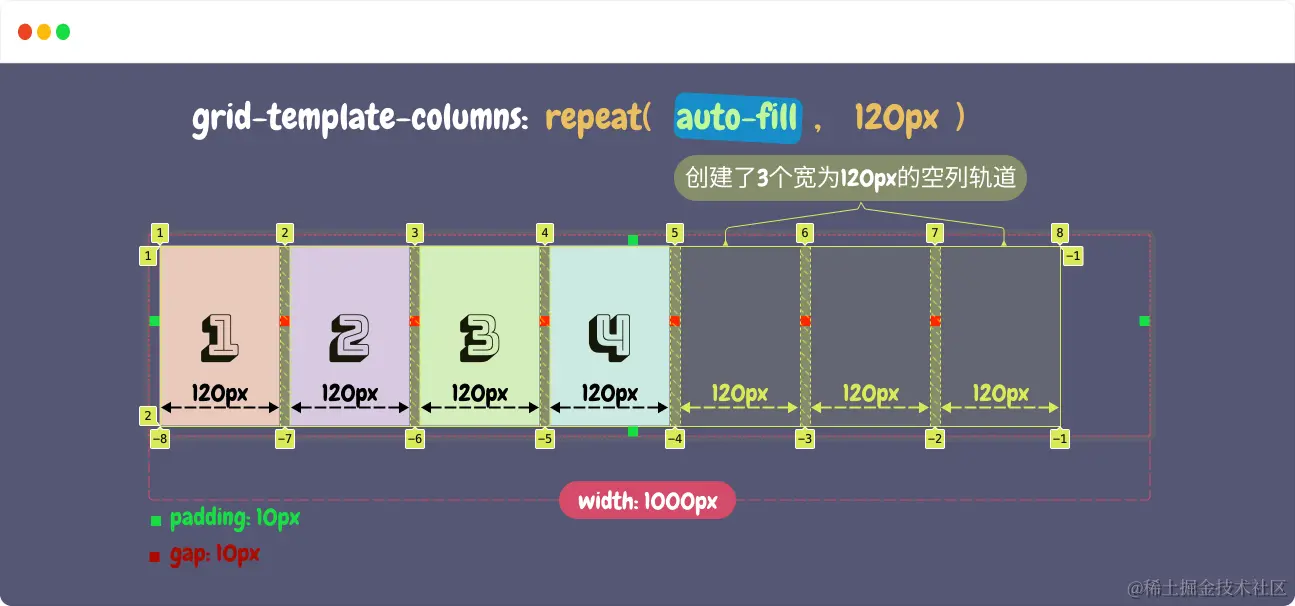 grid-template-columns: repeat( auto-fill , 120px )
创建了3个宽为120px的空列轨道
1 2 3 4 5 6 7 8
1 -1
1 2 3 4
120px 120px 120px 120px 120px 120px 120px
2
-8 -7 -6 -5 -4 -3 -2 -1
width: 1000px
padding: 10px
gap: 10px
@稀土掘金技术社区